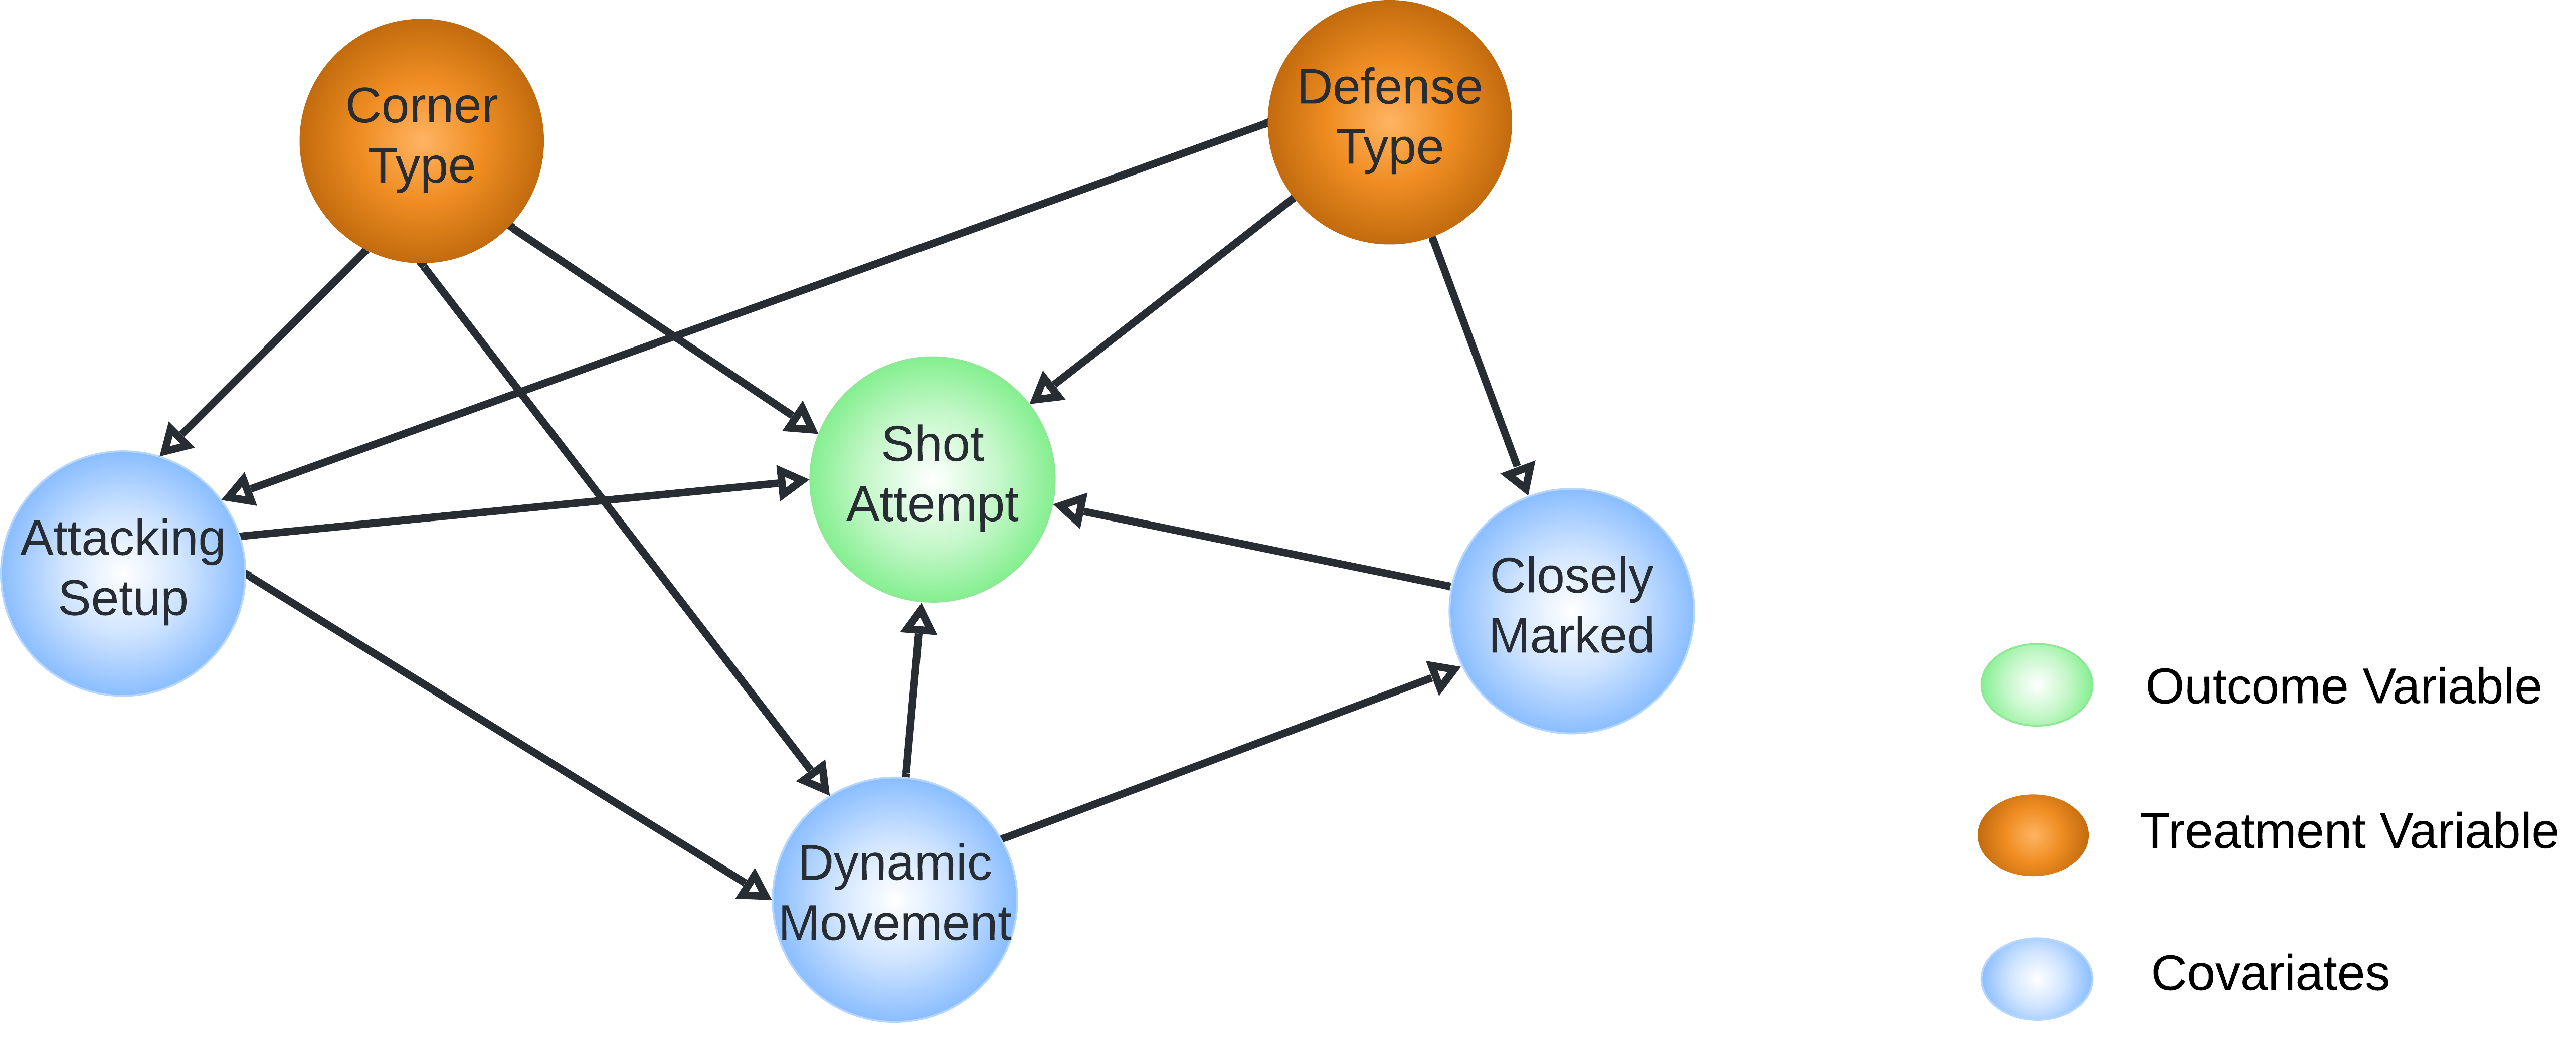 Corner
Type
Defense
Type
Shot
Attempt
Attacking
Setup
Closely
Marked
Dynamic
Movement
Outcome Variable
Treatment Variable
Covariates